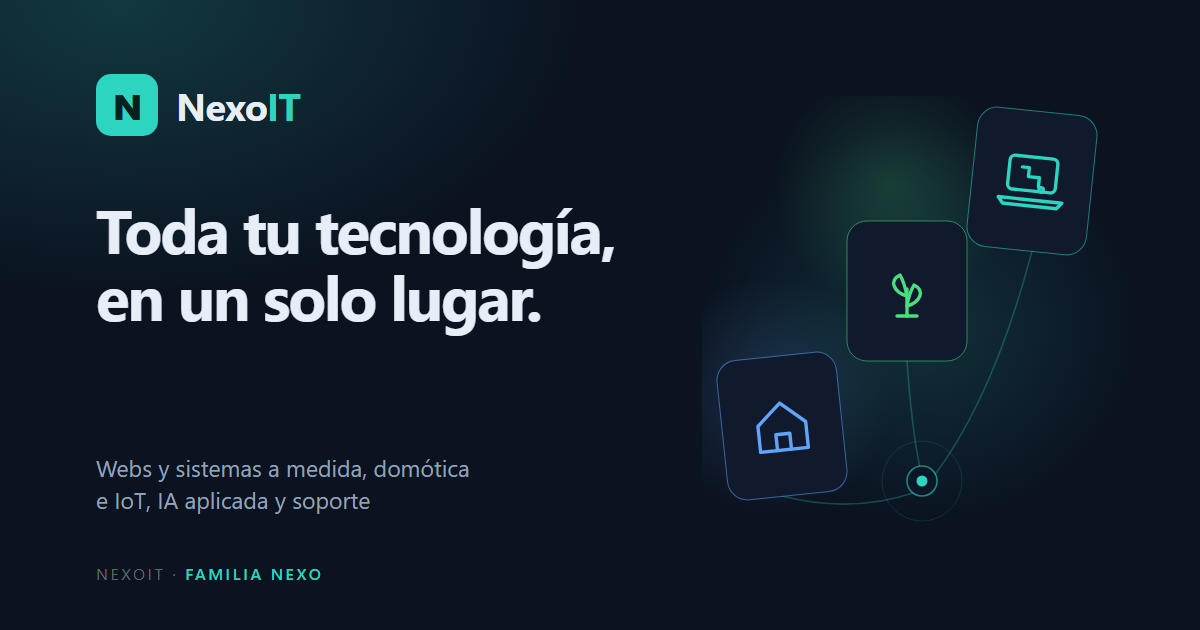 N
NexoIT
Toda tu tecnología,
en un solo lugar.
Webs y sistemas a medida, domótica
e IoT, IA aplicada y soporte
NEXOIT · FAMILIA NEXO